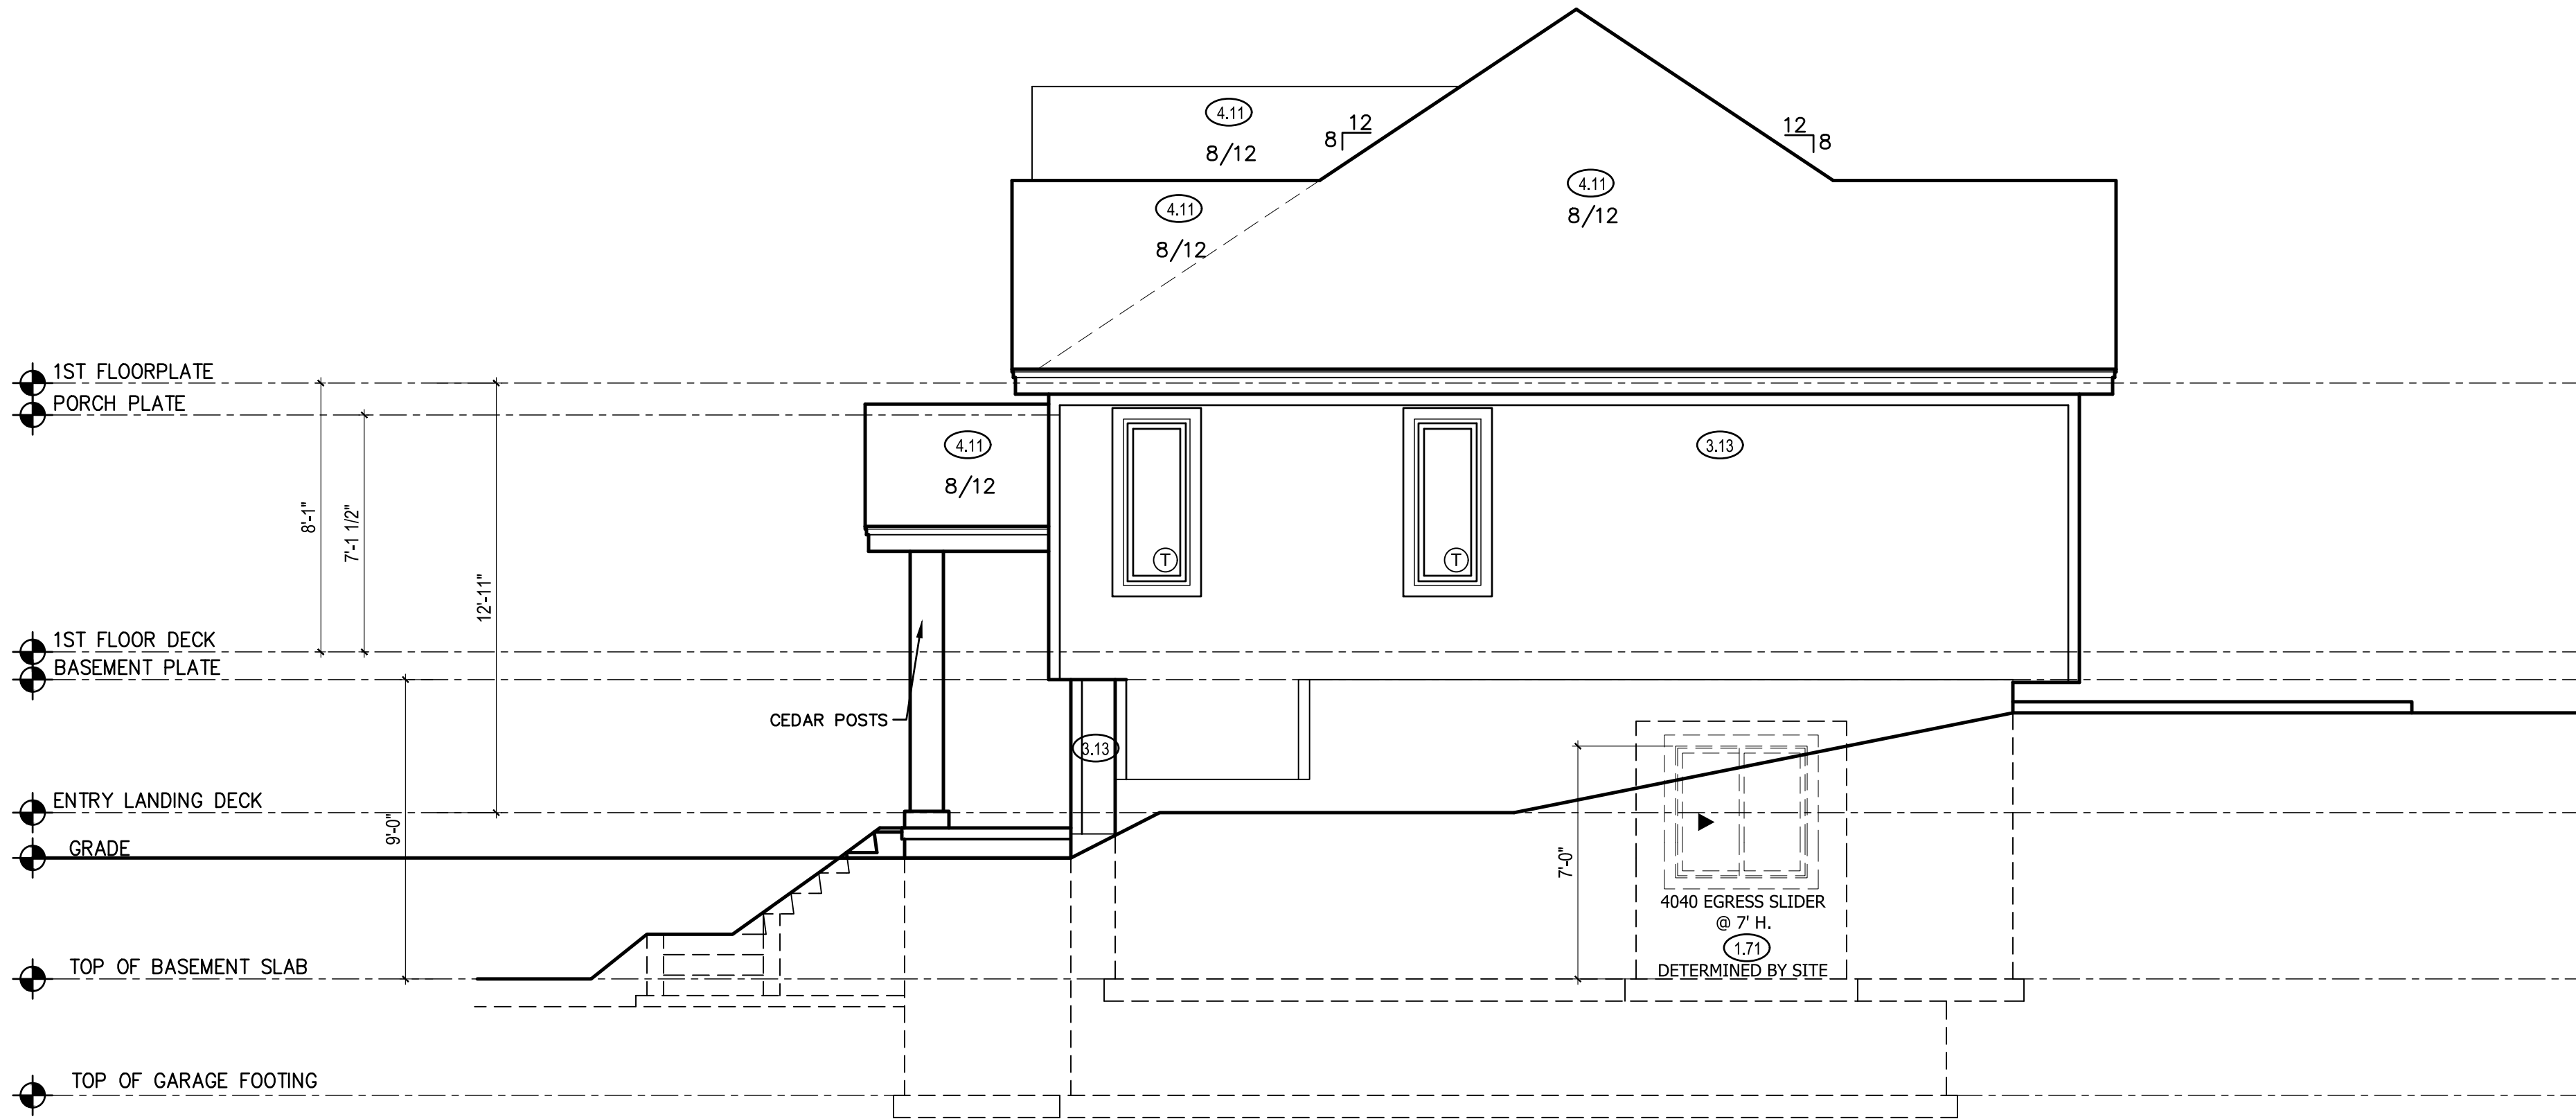 4.11
8/12
12
8
12
8
4.11
8/12
4.11
8/12
1ST FLOORPLATE
PORCH PLATE
4.11
8/12
3.13
8'-1"
7'-1 1/2"
12'-11"
T
T
1ST FLOOR DECK
BASEMENT PLATE
CEDAR POSTS
3.13
ENTRY LANDING DECK
9'-0"
GRADE
7'-0"
4040 EGRESS SLIDER
@ 7' H.
1.71
DETERMINED BY SITE
TOP OF BASEMENT SLAB
TOP OF GARAGE FOOTING